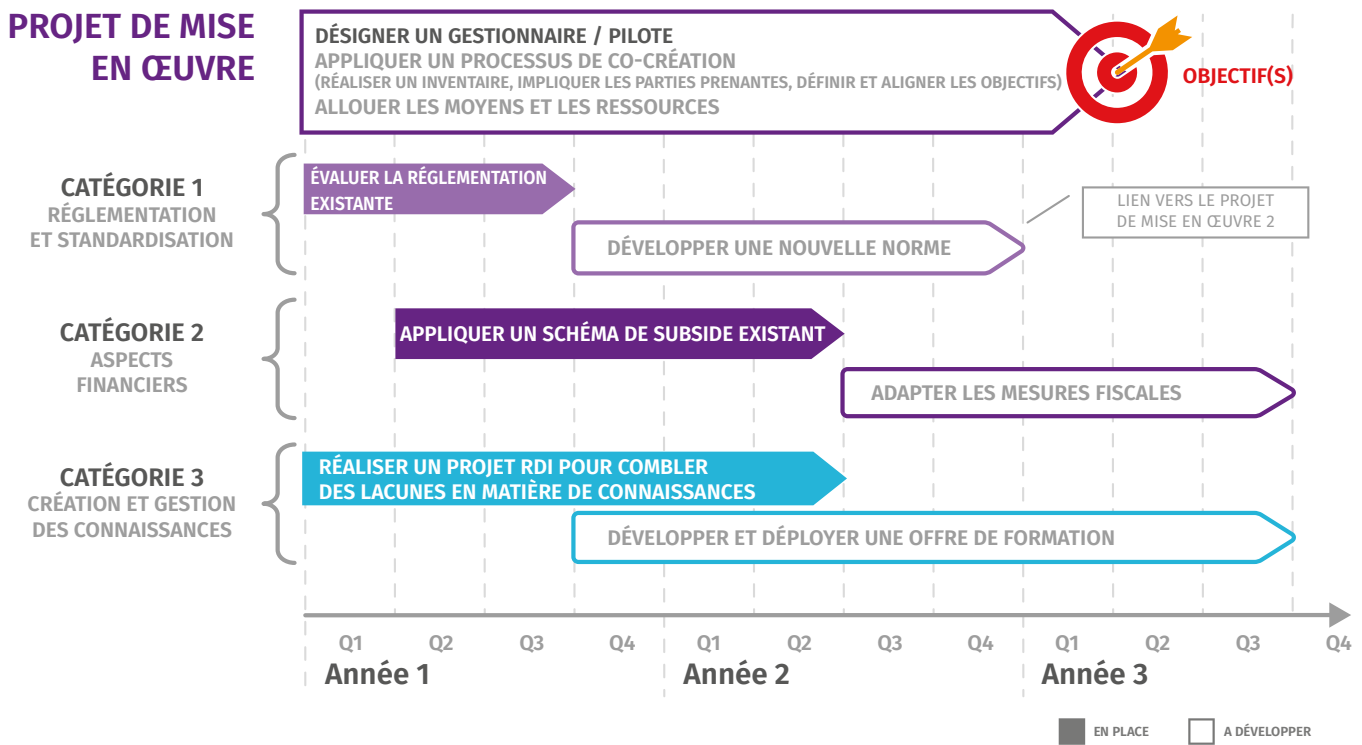 PROJET DE MISE
EN ŒUVRE
DÉSIGNER UN GESTIONNAIRE / PILOTE
APPLIQUER UN PROCESSUS DE CO-CRÉATION
(RÉALISER UN INVENTAIRE, IMPLIQUER LES PARTIES PRENANTES, DÉFINIR ET ALIGNER LES OBJECTIFS)
ALLOUER LES MOYENS ET LES RESSOURCES
OBJECTIF(S)
CATÉGORIE 1
RÉGLEMENTATION
ET STANDARDISATION
ÉVALUER LA RÉGLEMENTATION
EXISTANTE
DÉVELOPPER UNE NOUVELLE NORME
LIEN VERS LE PROJET
DE MISE EN ŒUVRE 2
CATÉGORIE 2
ASPECTS
FINANCIERS
APPLIQUER UN SCHÉMA DE SUBSIDE EXISTANT
ADAPTER LES MESURES FISCALES
CATÉGORIE 3
CRÉATION ET GESTION
DES CONNAISSANCES
RÉALISER UN PROJET RDI POUR COMBLER
DES LACUNES EN MATIÈRE DE CONNAISSANCES
DÉVELOPPER ET DÉPLOYER UNE OFFRE DE FORMATION
Q1 Q2 Q3 Q4 Q1 Q2 Q3 Q4 Q1 Q2 Q3 Q4
Année 1 Année 2 Année 3
EN PLACE A DÉVELOPPER